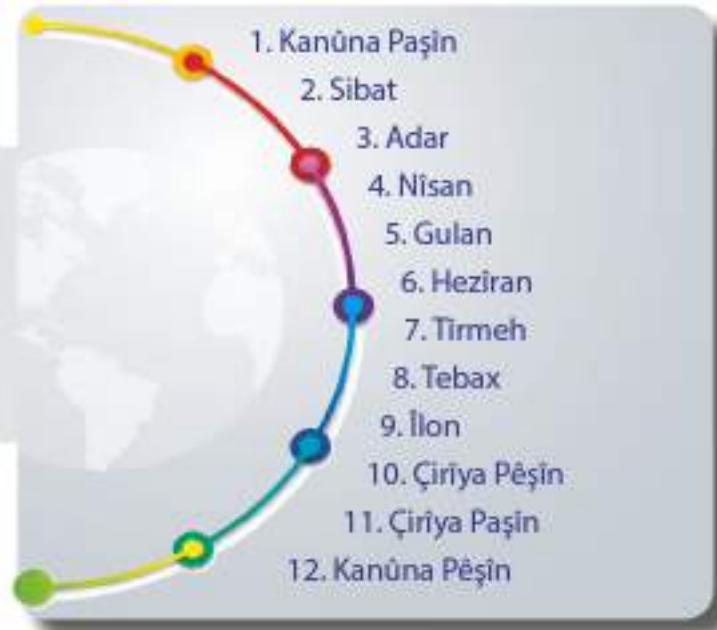 1. Kanûna Paşîn
2. Sibat
3. Adar
4. Nîsan
5. Gulan
6. Hezîran
7. Tîrmeh
8. Tebax
9. Îlon
10. Çirîya Pêşîn
11. Çirîya Paşîn
12. Kanûna Pêşîn